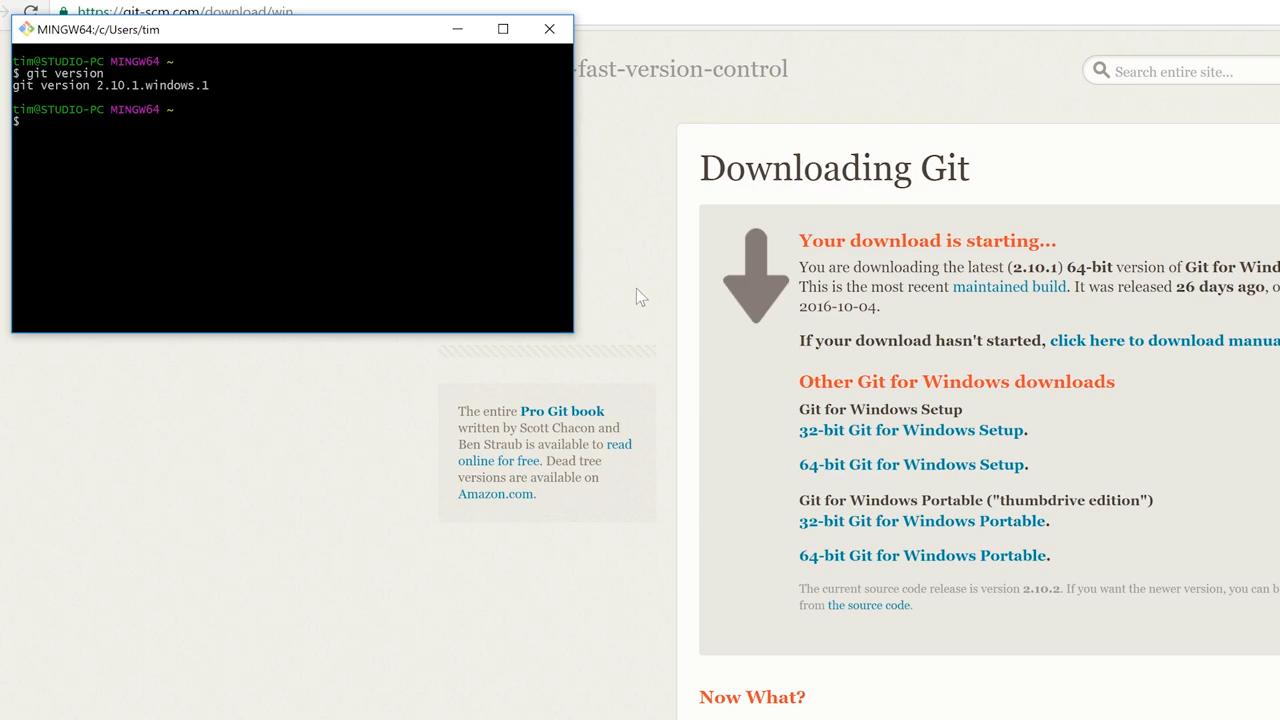 https://git-scm.com/download/win
MINGW64:/c/Users/tim
tim@STUDIO-PC MINGW64 ~
$ git version
git version 2.10.1.windows.1
tim@STUDIO-PC MINGW64 ~
$
-fast-version-control
Search entire site...
Downloading Git
Your download is starting...
You are downloading the latest (2.10.1) 64-bit version of Git for Wind
This is the most recent maintained build. It was released 26 days ago, o
2016-10-04.
If your download hasn't started, click here to download manua
Other Git for Windows downloads
Git for Windows Setup
32-bit Git for Windows Setup.
64-bit Git for Windows Setup.
Git for Windows Portable ("thumbdrive edition")
32-bit Git for Windows Portable.
64-bit Git for Windows Portable.
The current source code release is version 2.10.2. If you want the newer version, you can b
from the source code.
Now What?
The entire Pro Git book
written by Scott Chacon and
Ben Straub is available to read
online for free. Dead tree
versions are available on
Amazon.com.